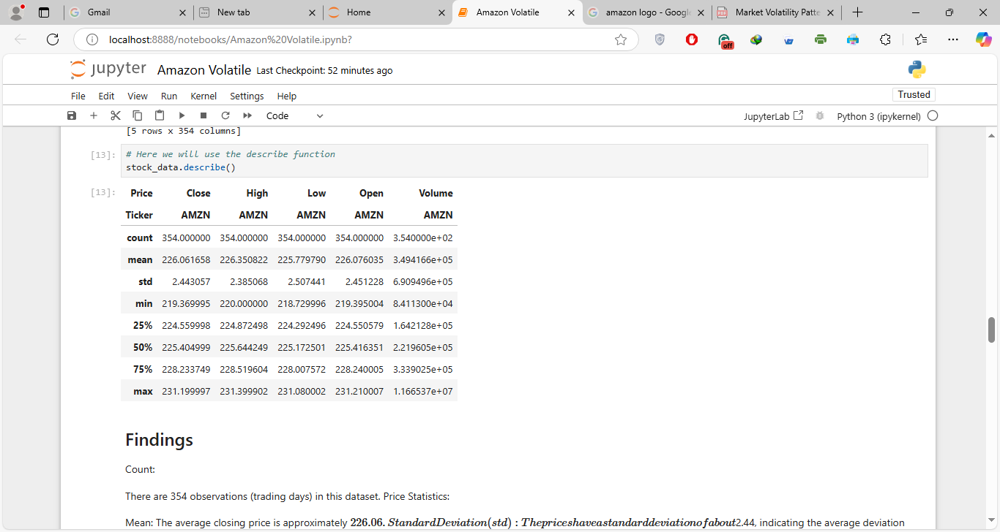 Gmail
New tab
Home
Amazon Volatile
amazon logo - Google
Market Volatility Patte
localhost:8888/notebooks/Amazon%20Volatile.ipynb?
off
jupyter Amazon Volatile Last Checkpoint: 52 minutes ago
File Edit View Run Kernel Settings Help
Trusted
Code
JupyterLab
Python 3 (ipykernel)
[5 rows x 354 columns]
[13]: # Here we will use the describe function
stock_data.describe()
[13]: Price Close High Low Open Volume
Ticker AMZN AMZN AMZN AMZN AMZN
count 354.000000 354.000000 354.000000 354.000000 3.540000e+02
mean 226.061658 226.350822 225.779790 226.076035 3.494166e+05
std 2.443057 2.385068 2.507441 2.451228 6.909496e+05
min 219.369995 220.000000 218.729996 219.395004 8.411300e+04
25% 224.559998 224.872498 224.292496 224.550579 1.642128e+05
50% 225.404999 225.644249 225.172501 225.416351 2.219605e+05
75% 228.233749 228.519604 228.007572 228.240005 3.339025e+05
max 231.199997 231.399902 231.080002 231.210007 1.166537e+07
Findings
Count:
There are 354 observations (trading days) in this dataset. Price Statistics:
Mean: The average closing price is approximately 226.06.StandardDeviation(std):Thepriceshaveastandarddeviationofabout2.44, indicating the average deviation